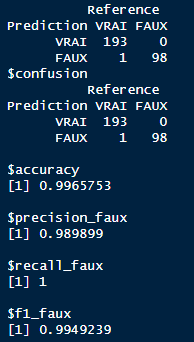 Reference
Prediction VRAI FAUX
VRAI 193 0
FAUX 1 98
$confusion
Reference
Prediction VRAI FAUX
VRAI 193 0
FAUX 1 98
$accuracy
[1] 0.9965753
$precision_faux
[1] 0.989899
$recall_faux
[1] 1
$f1_faux
[1] 0.9949239